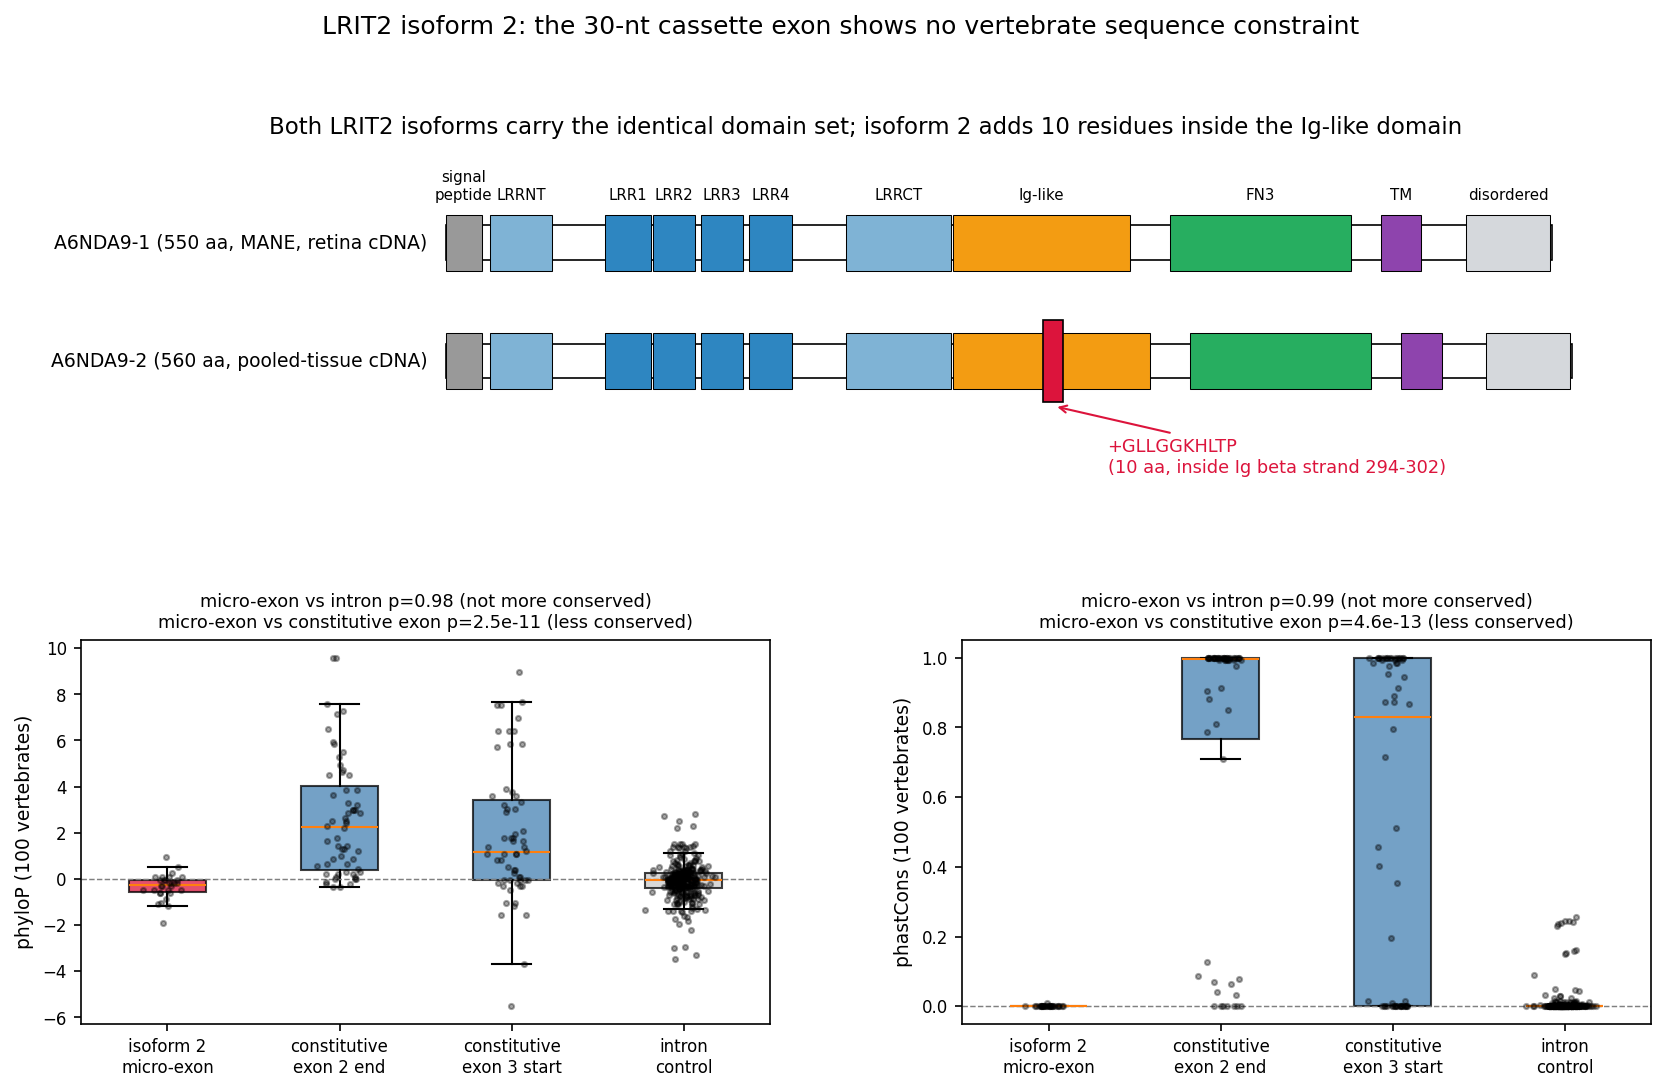 LRIT2 isoform 2: the 30-nt cassette exon shows no vertebrate sequence constraint
Both LRIT2 isoforms carry the identical domain set; isoform 2 adds 10 residues inside the Ig-like domain
signal
peptide LRRNT LRR1 LRR2 LRR3 LRR4 LRRCT Ig-like FN3 TM disordered
A6NDA9-1 (550 aa, MANE, retina cDNA)
A6NDA9-2 (560 aa, pooled-tissue cDNA)
+GLLGGKHLTP
(10 aa, inside Ig beta strand 294-302)
micro-exon vs intron p=0.98 (not more conserved)
micro-exon vs constitutive exon p=2.5e-11 (less conserved)
phyloP (100 vertebrates)
10
8
6
4
2
0
−2
−4
−6
isoform 2
micro-exon
constitutive
exon 2 end
constitutive
exon 3 start
intron
control
micro-exon vs intron p=0.99 (not more conserved)
micro-exon vs constitutive exon p=4.6e-13 (less conserved)
phastCons (100 vertebrates)
1.0
0.8
0.6
0.4
0.2
0.0
isoform 2
micro-exon
constitutive
exon 2 end
constitutive
exon 3 start
intron
control